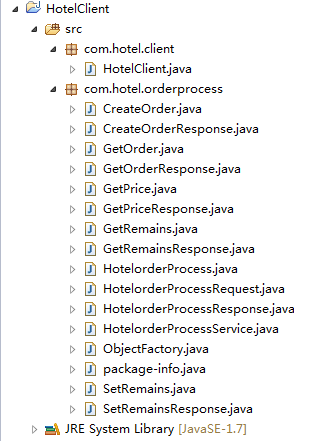 HotelClient
src
com.hotel.client
HotelClient.java
com.hotel.orderprocess
CreateOrder.java
CreateOrderResponse.java
GetOrder.java
GetOrderResponse.java
GetPrice.java
GetPriceResponse.java
GetRemains.java
GetRemainsResponse.java
HotelorderProcess.java
HotelorderProcessRequest.java
HotelorderProcessResponse.java
HotelorderProcessService.java
ObjectFactory.java
package-info.java
SetRemains.java
SetRemainsResponse.java
JRE System Library [JavaSE-1.7]